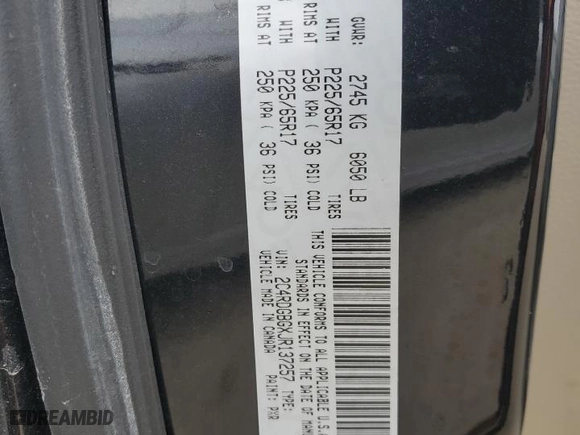 GVWR: 2745 KG 6050 LB
WITH P225/65R17 TIRES
RIMS AT 250 KPA ( 36 PSI) COLD
WITH P225/65R17 TIRES
RIMS AT 250 KPA ( 36 PSI) COLD
THIS VEHICLE CONFORMS TO ALL APPLICABLE U.S.
STANDARDS IN EFFECT ON THE DATE OF
VIN: 2C4RDGBGXJR137257 TYPE:
VEHICLE MADE IN CANADA PAINT: PXR
DREAMBID